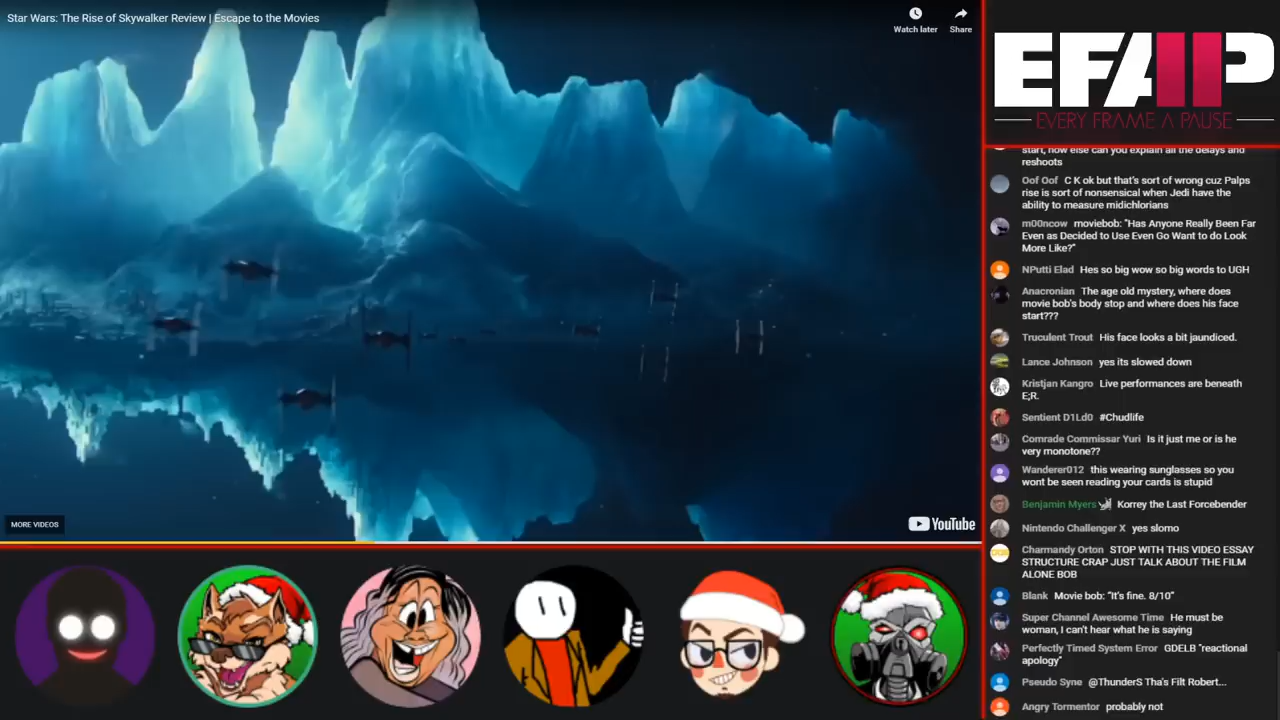 Star Wars: The Rise of Skywalker Review | Escape to the Movies
Watch later
Share
MORE VIDEOS
YouTube
EFAP
EVERY FRAME A PAUSE
start, how else can you explain all the delays and
reshoots
Oof Oof C K ok but that's sort of wrong cuz Palps
rise is sort of nonsensical when Jedi have the
ability to measure midichlorians
m00ncow moviebob: "Has Anyone Really Been Far
Even as Decided to Use Even Go Want to do Look
More Like?"
NPutti Elad Hes so big wow so big words to UGH
Anacronian The age old mystery, where does
movie bob's body stop and where does his face
start???
Truculent Trout His face looks a bit jaundiced.
Lance Johnson yes its slowed down
Kristjan Kangro Live performances are beneath
E;R.
Sentient D1Ld0 #Chudlife
Comrade Commissar Yuri Is it just me or is he
very monotone??
Wanderer012 this wearing sunglasses so you
wont be seen reading your cards is stupid
Benjamin Myers Korrey the Last Forcebender
Nintendo Challenger X yes slomo
Charmandy Orton STOP WITH THIS VIDEO ESSAY
STRUCTURE CRAP JUST TALK ABOUT THE FILM
ALONE BOB
Blank Movie bob: "It's fine. 8/10"
Super Channel Awesome Time He must be
woman, I can't hear what he is saying
Perfectly Timed System Error GDELB "reactional
apology"
Pseudo Syne @ThunderS Tha's Filt Robert...
Angry Tormentor probably not